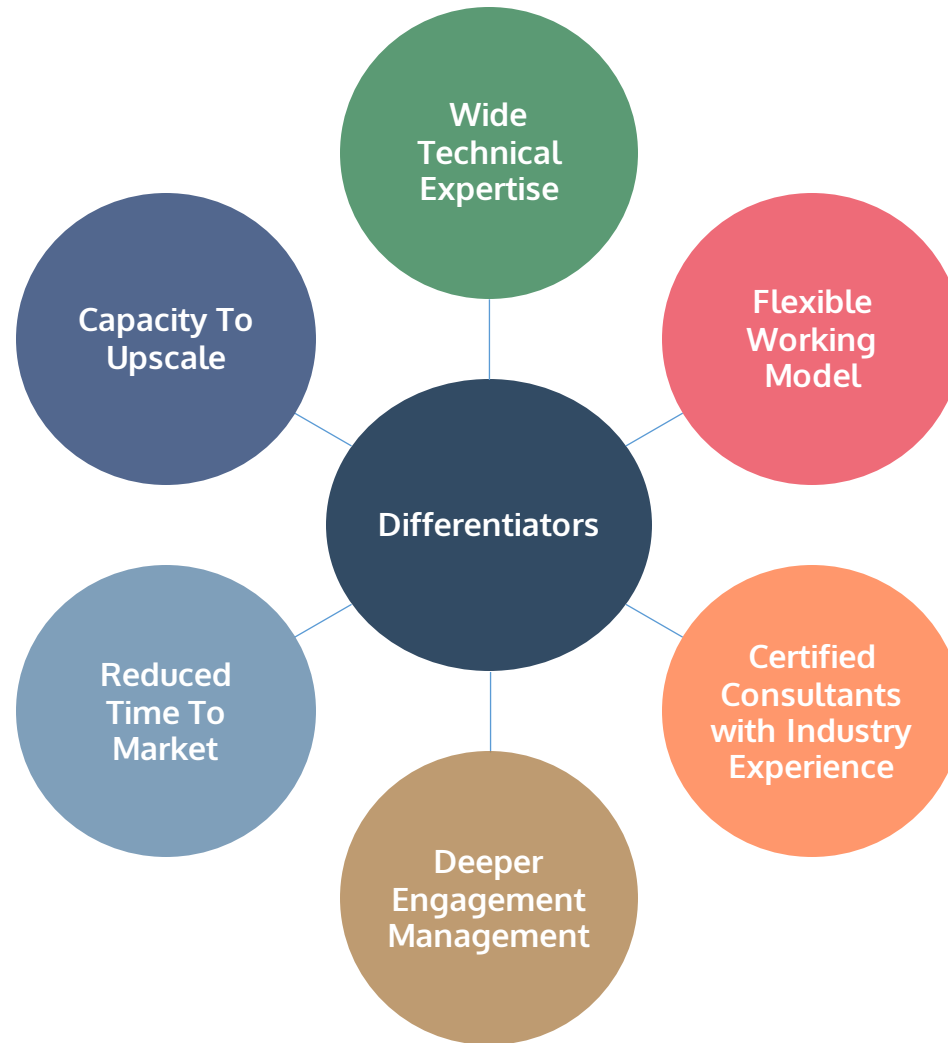 Wide
Technical
Expertise
Capacity To
Upscale
Flexible
Working
Model
Differentiators
Reduced
Time To
Market
Certified
Consultants
with Industry
Experience
Deeper
Engagement
Management